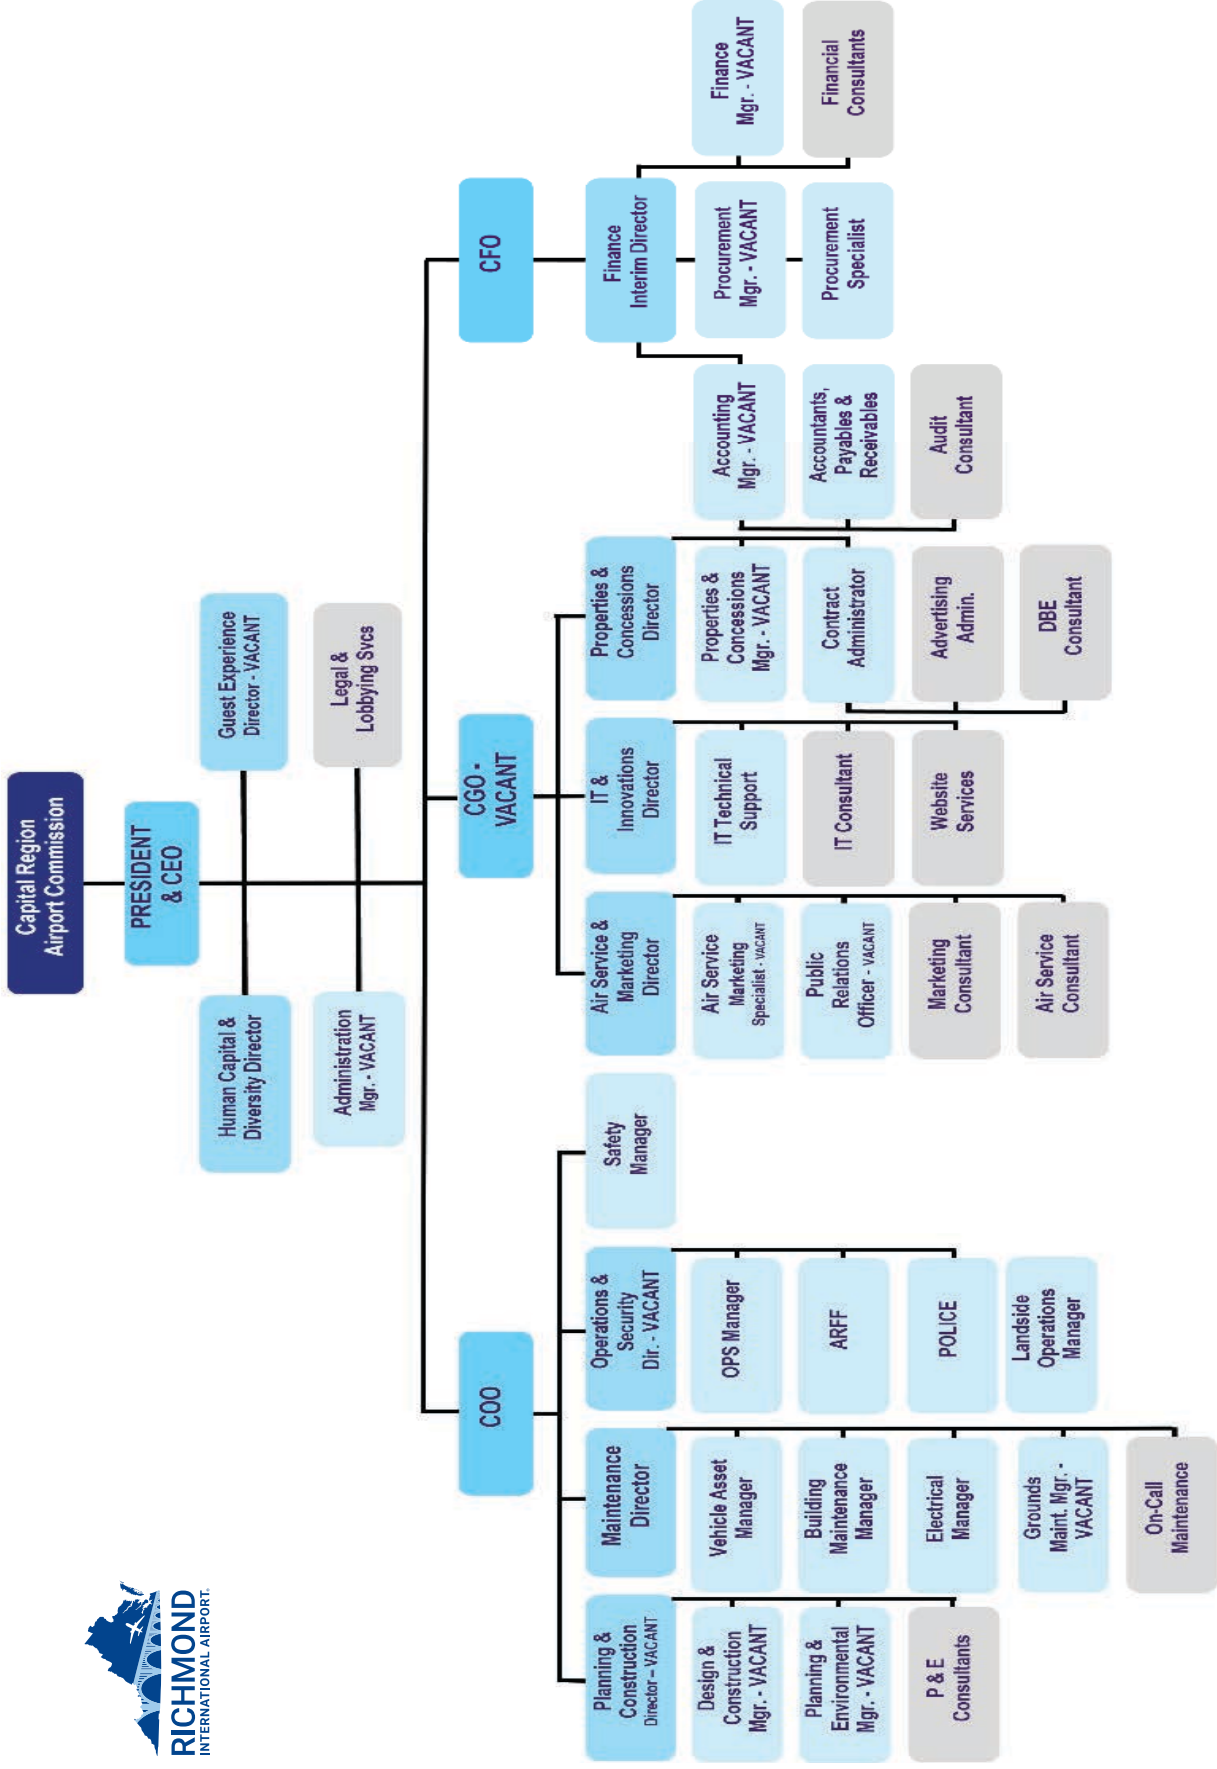 Capital Region
Airport Commission
PRESIDENT
& CEO
Human Capital &
Diversity Director
Guest Experience
Director - VACANT
Administration
Mgr. - VACANT
Legal &
Lobbying Svcs
COO
CGO -
VACANT
CFO
Planning &
Construction
Director – VACANT
Design &
Construction
Mgr. - VACANT
Planning &
Environmental
Mgr. - VACANT
P & E
Consultants
Maintenance
Director
Vehicle Asset
Manager
Building
Maintenance
Manager
Electrical
Manager
Grounds
Maint. Mgr. -
VACANT
On-Call
Maintenance
Operations &
Security
Dir. - VACANT
OPS Manager
ARFF
POLICE
Landside
Operations
Manager
Safety
Manager
Air Service &
Marketing
Director
Air Service
Marketing
Specialist - VACANT
Public
Relations
Officer - VACANT
Marketing
Consultant
Air Service
Consultant
IT &
Innovations
Director
IT Technical
Support
IT Consultant
Website
Services
Properties &
Concessions
Director
Properties &
Concessions
Mgr. - VACANT
Contract
Administrator
Advertising
Admin.
DBE
Consultant
Finance
Interim Director
Accounting
Mgr. - VACANT
Accountants,
Payables &
Receivables
Audit
Consultant
Procurement
Mgr. - VACANT
Procurement
Specialist
Finance
Mgr. - VACANT
Financial
Consultants
RICHMOND
INTERNATIONAL AIRPORT.